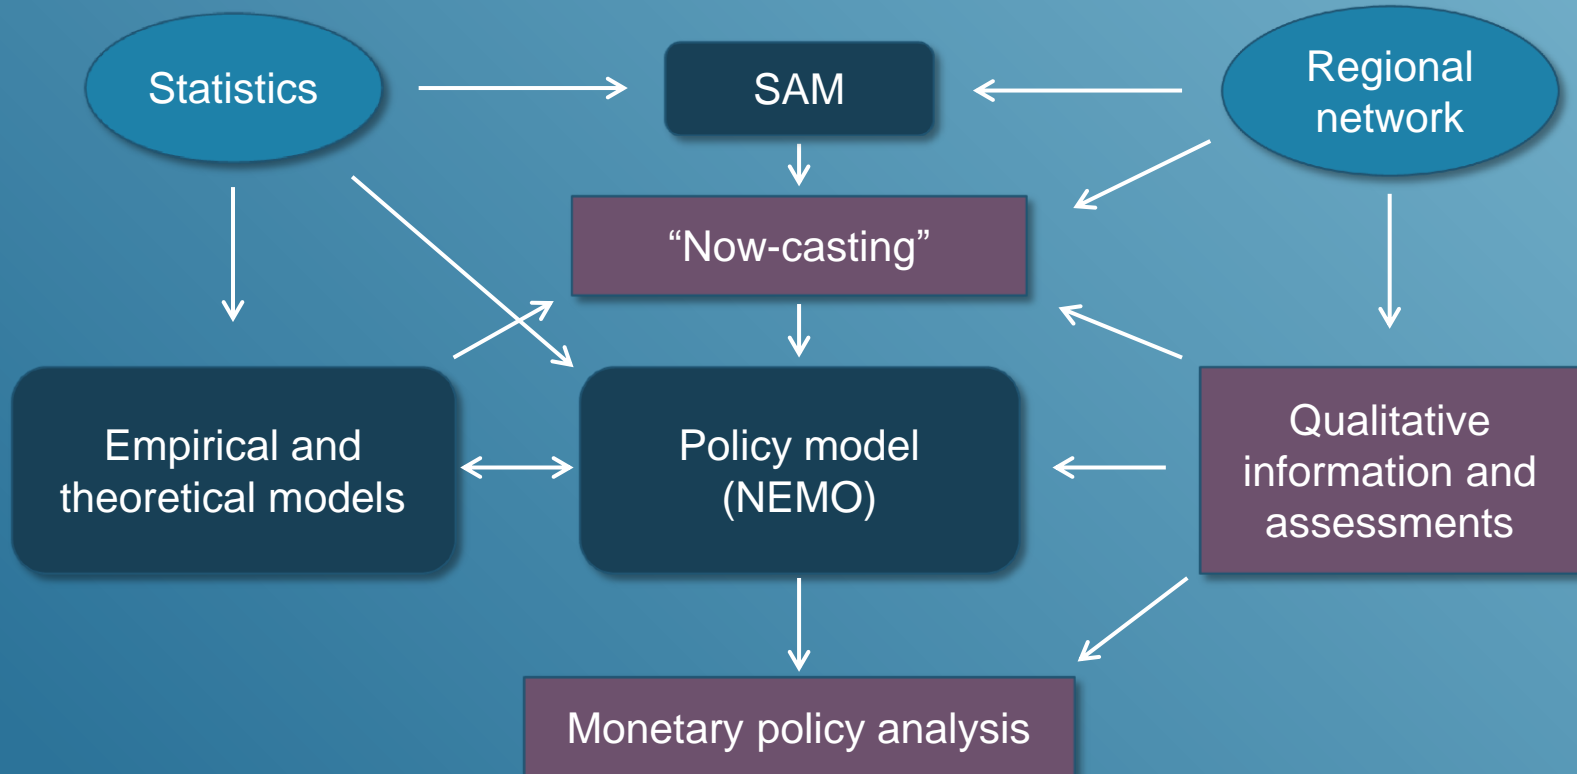 Statistics
SAM
Regional
network
“Now-casting”
Empirical and
theoretical models
Policy model
(NEMO)
Qualitative
information and
assessments
Monetary policy analysis